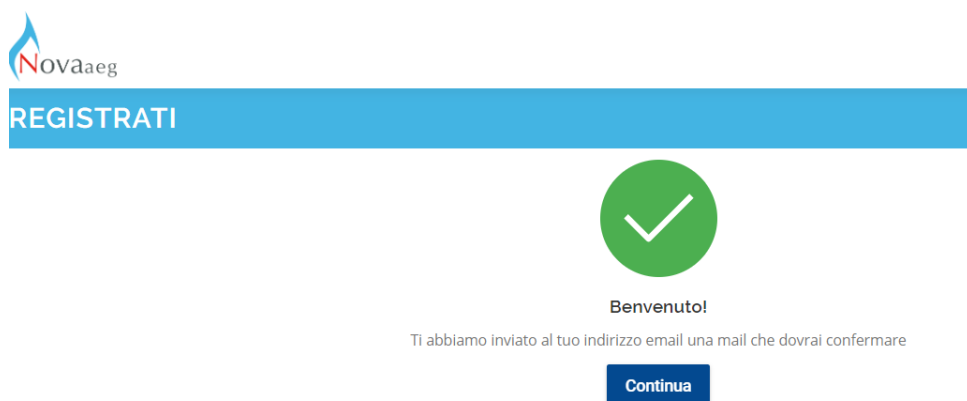 Novaaeg
REGISTRATI
Benvenuto!
Ti abbiamo inviato al tuo indirizzo email una mail che dovrai confermare
Continua